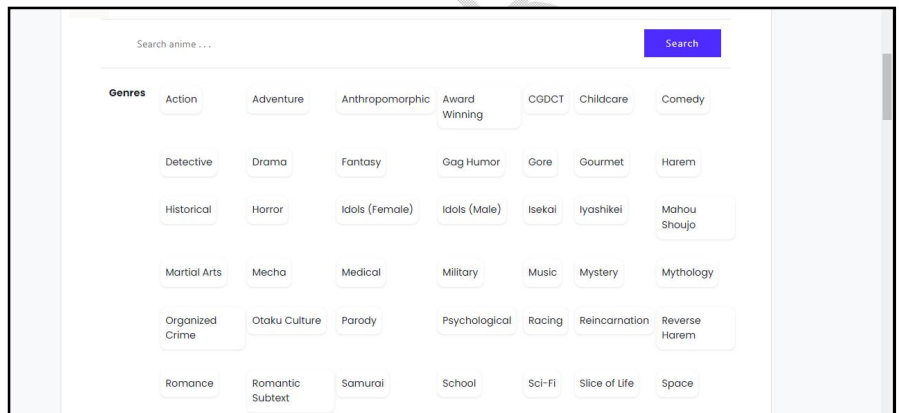 Search anime . . .
Search
Genres
Action Adventure Anthropomorphic Award Winning CGDCT Childcare Comedy
Detective Drama Fantasy Gag Humor Gore Gourmet Harem
Historical Horror Idols (Female) Idols (Male) Isekai Iyashikei Mahou Shoujo
Martial Arts Mecha Medical Military Music Mystery Mythology
Organized Crime Otaku Culture Parody Psychological Racing Reincarnation Reverse Harem
Romance Romantic Subtext Samurai School Sci-Fi Slice of Life Space